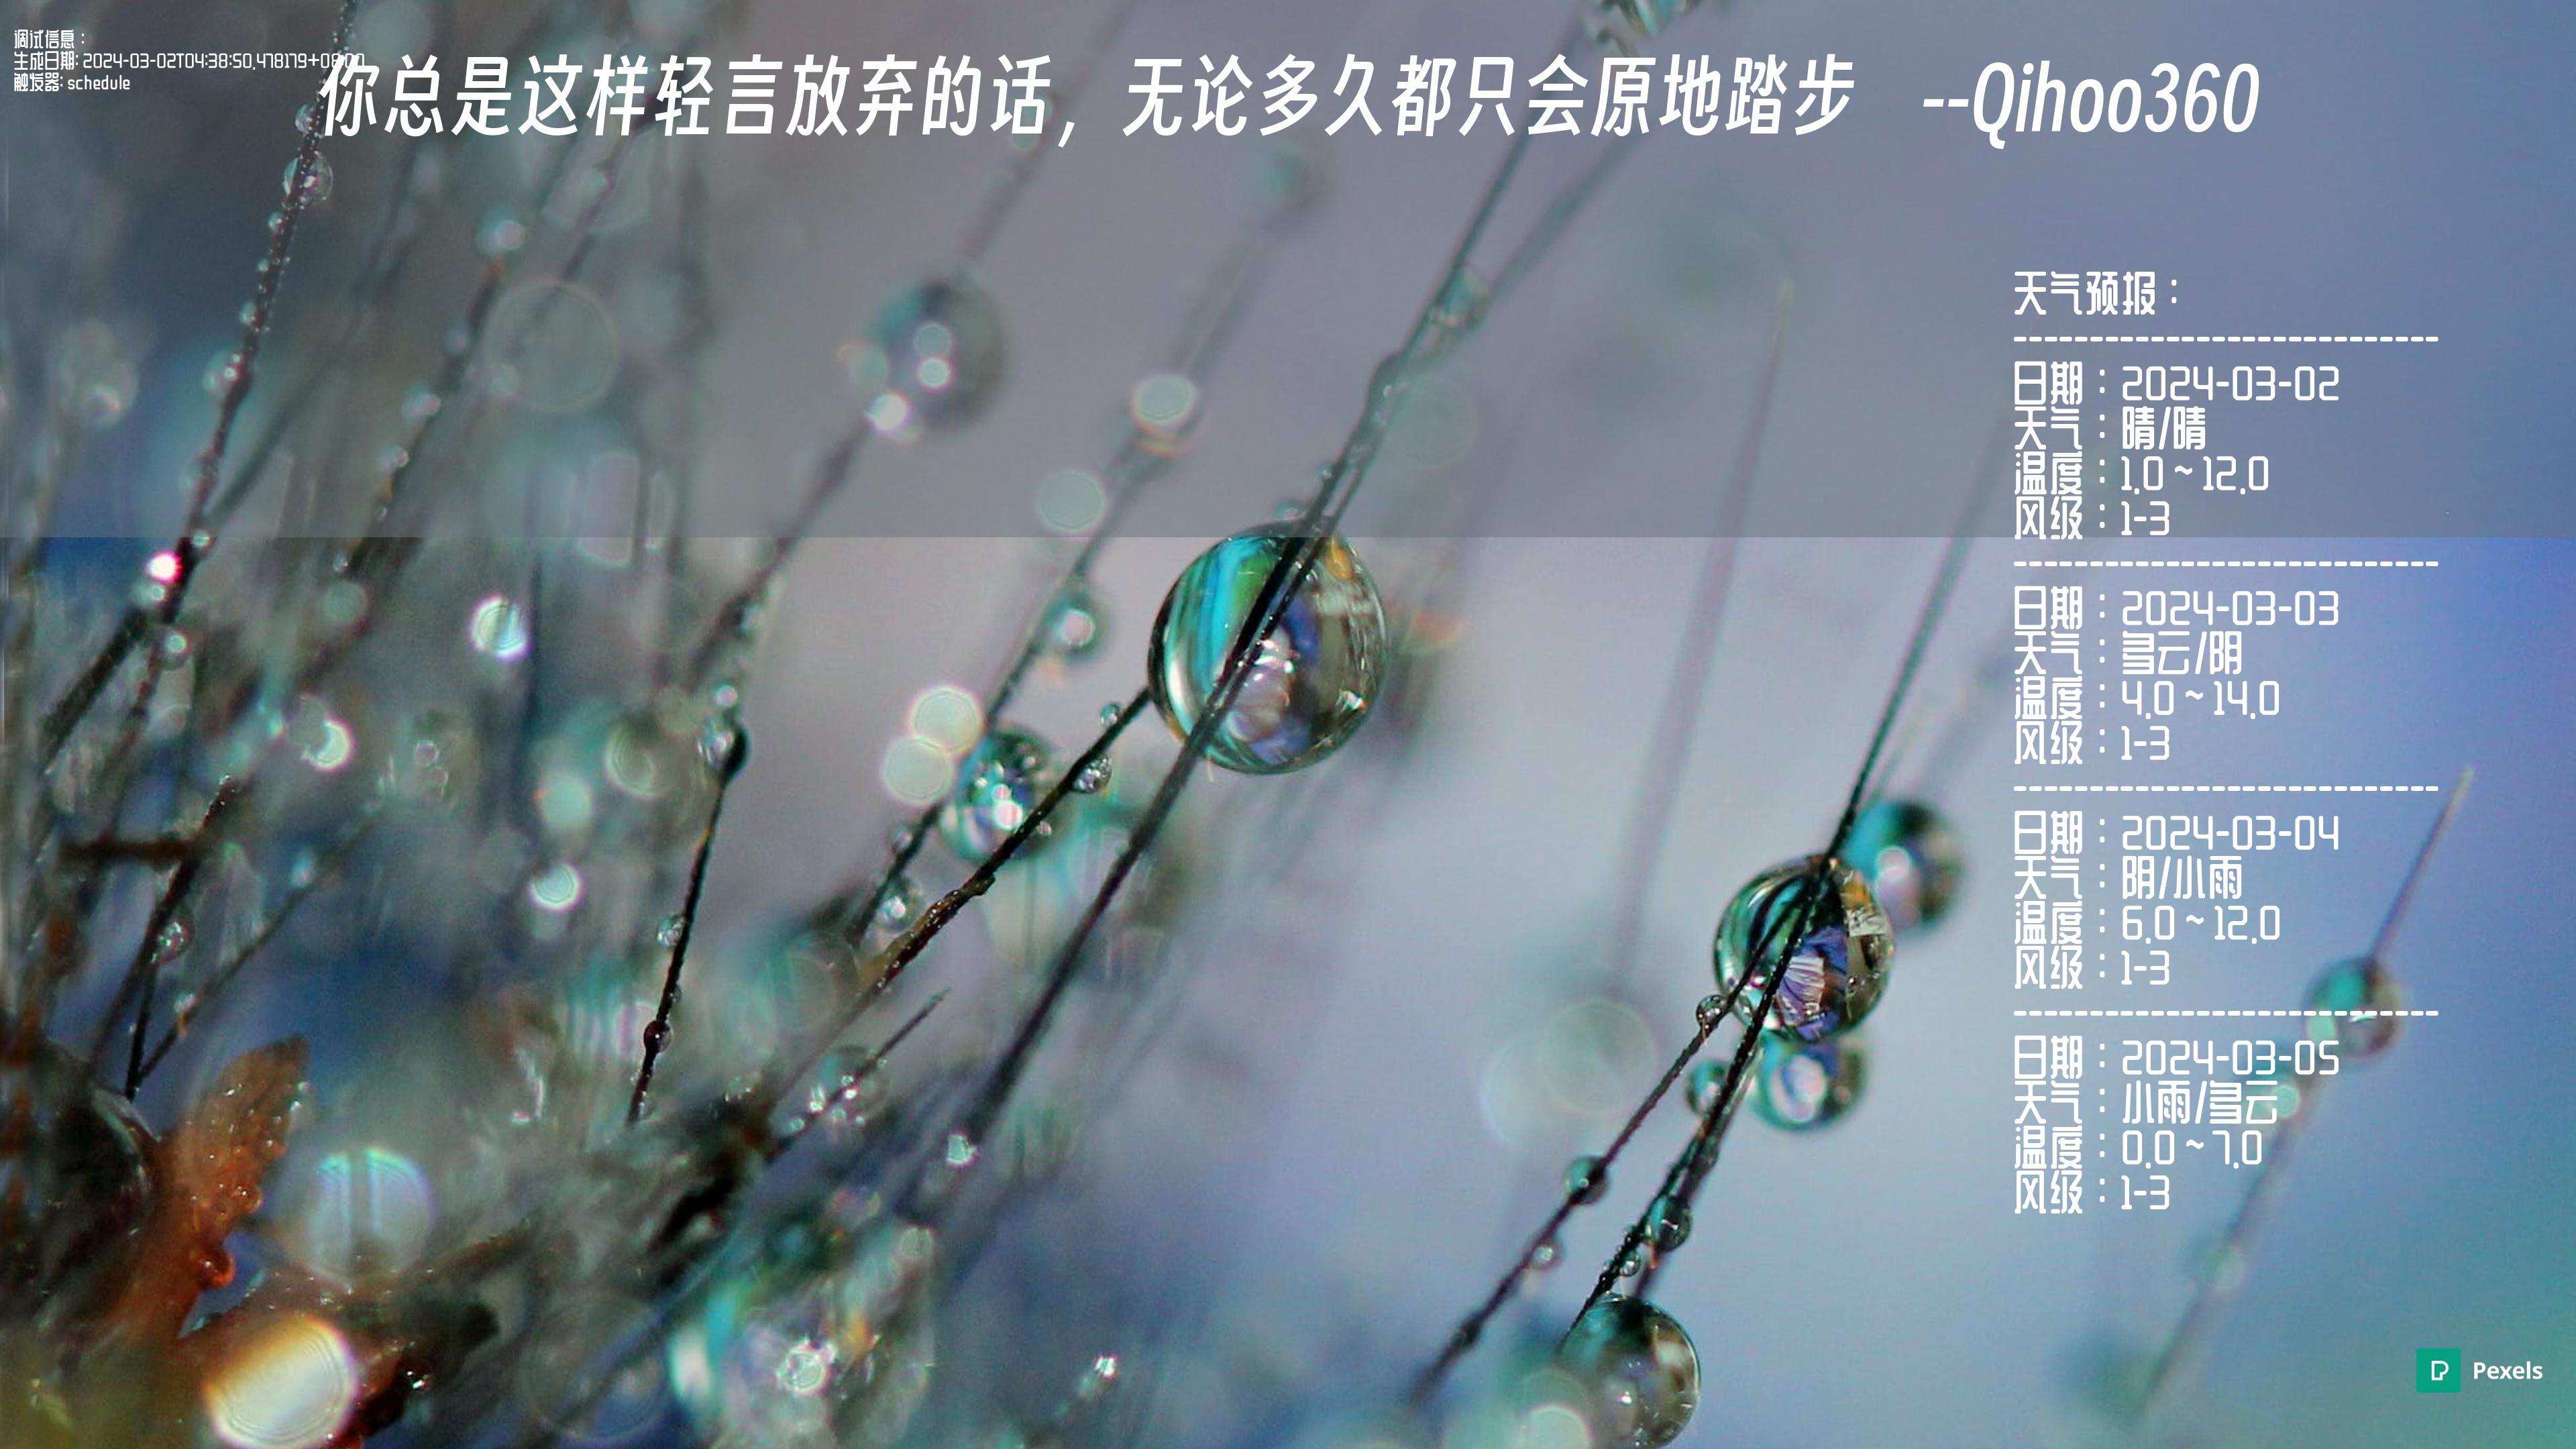 调试信息：
生成日期: 2024-03-02T04:38:50.478179+08:00
触发器: schedule
你总是这样轻言放弃的话，无论多久都只会原地踏步 --Qihoo360
天气预报：
------------------------------
日期：2024-03-02
天气：晴/晴
温度：1.0 ~ 12.0
风级：1-3
------------------------------
日期：2024-03-03
天气：多云/阴
温度：4.0 ~ 14.0
风级：1-3
------------------------------
日期：2024-03-04
天气：阴/小雨
温度：6.0 ~ 12.0
风级：1-3
------------------------------
日期：2024-03-05
天气：小雨/多云
温度：0.0 ~ 7.0
风级：1-3
Pexels